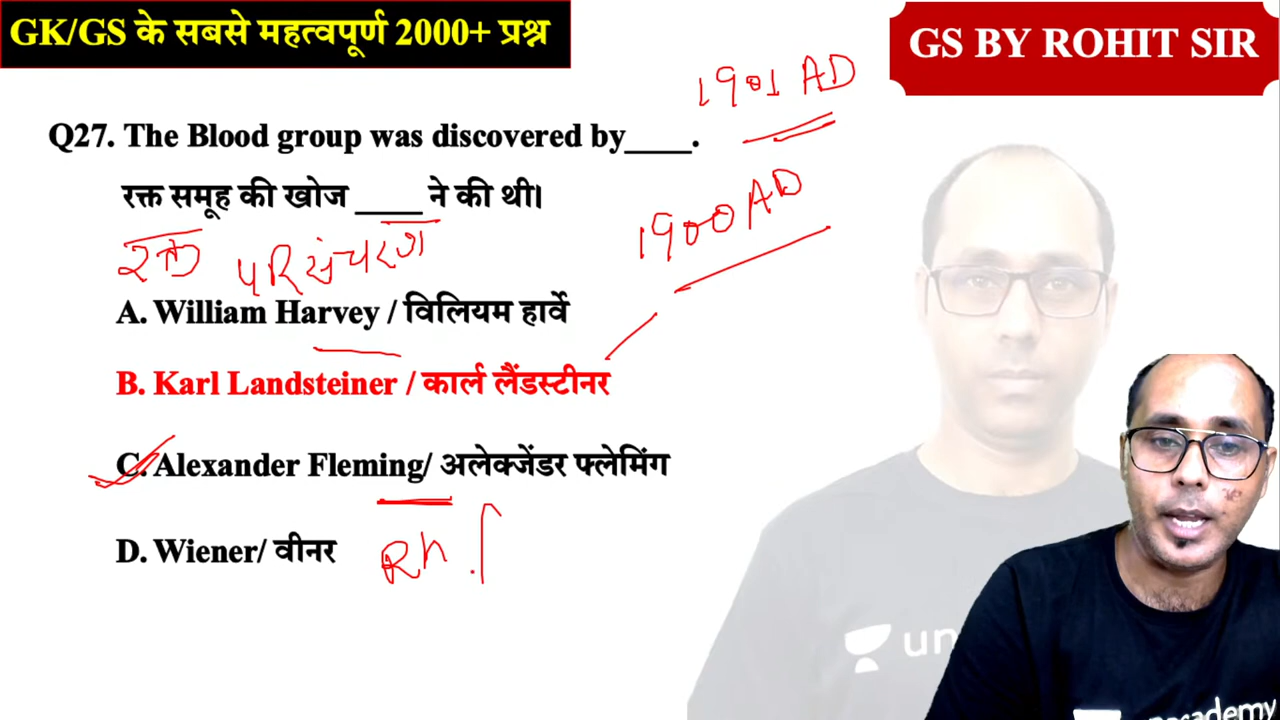 GK/GS के सबसे महत्वपूर्ण 2000+ प्रश्न
GS BY ROHIT SIR
1901 AD
Q27. The Blood group was discovered by____.
रक्त समूह की खोज ____ ने की थी।
1900 AD
रक्त परिसंचरण
A. William Harvey / विलियम हार्वे
B. Karl Landsteiner / कार्ल लैंडस्टीनर
C. Alexander Fleming/ अलेक्जेंडर फ्लेमिंग
D. Wiener/ वीनर
Rh
un
unacademy